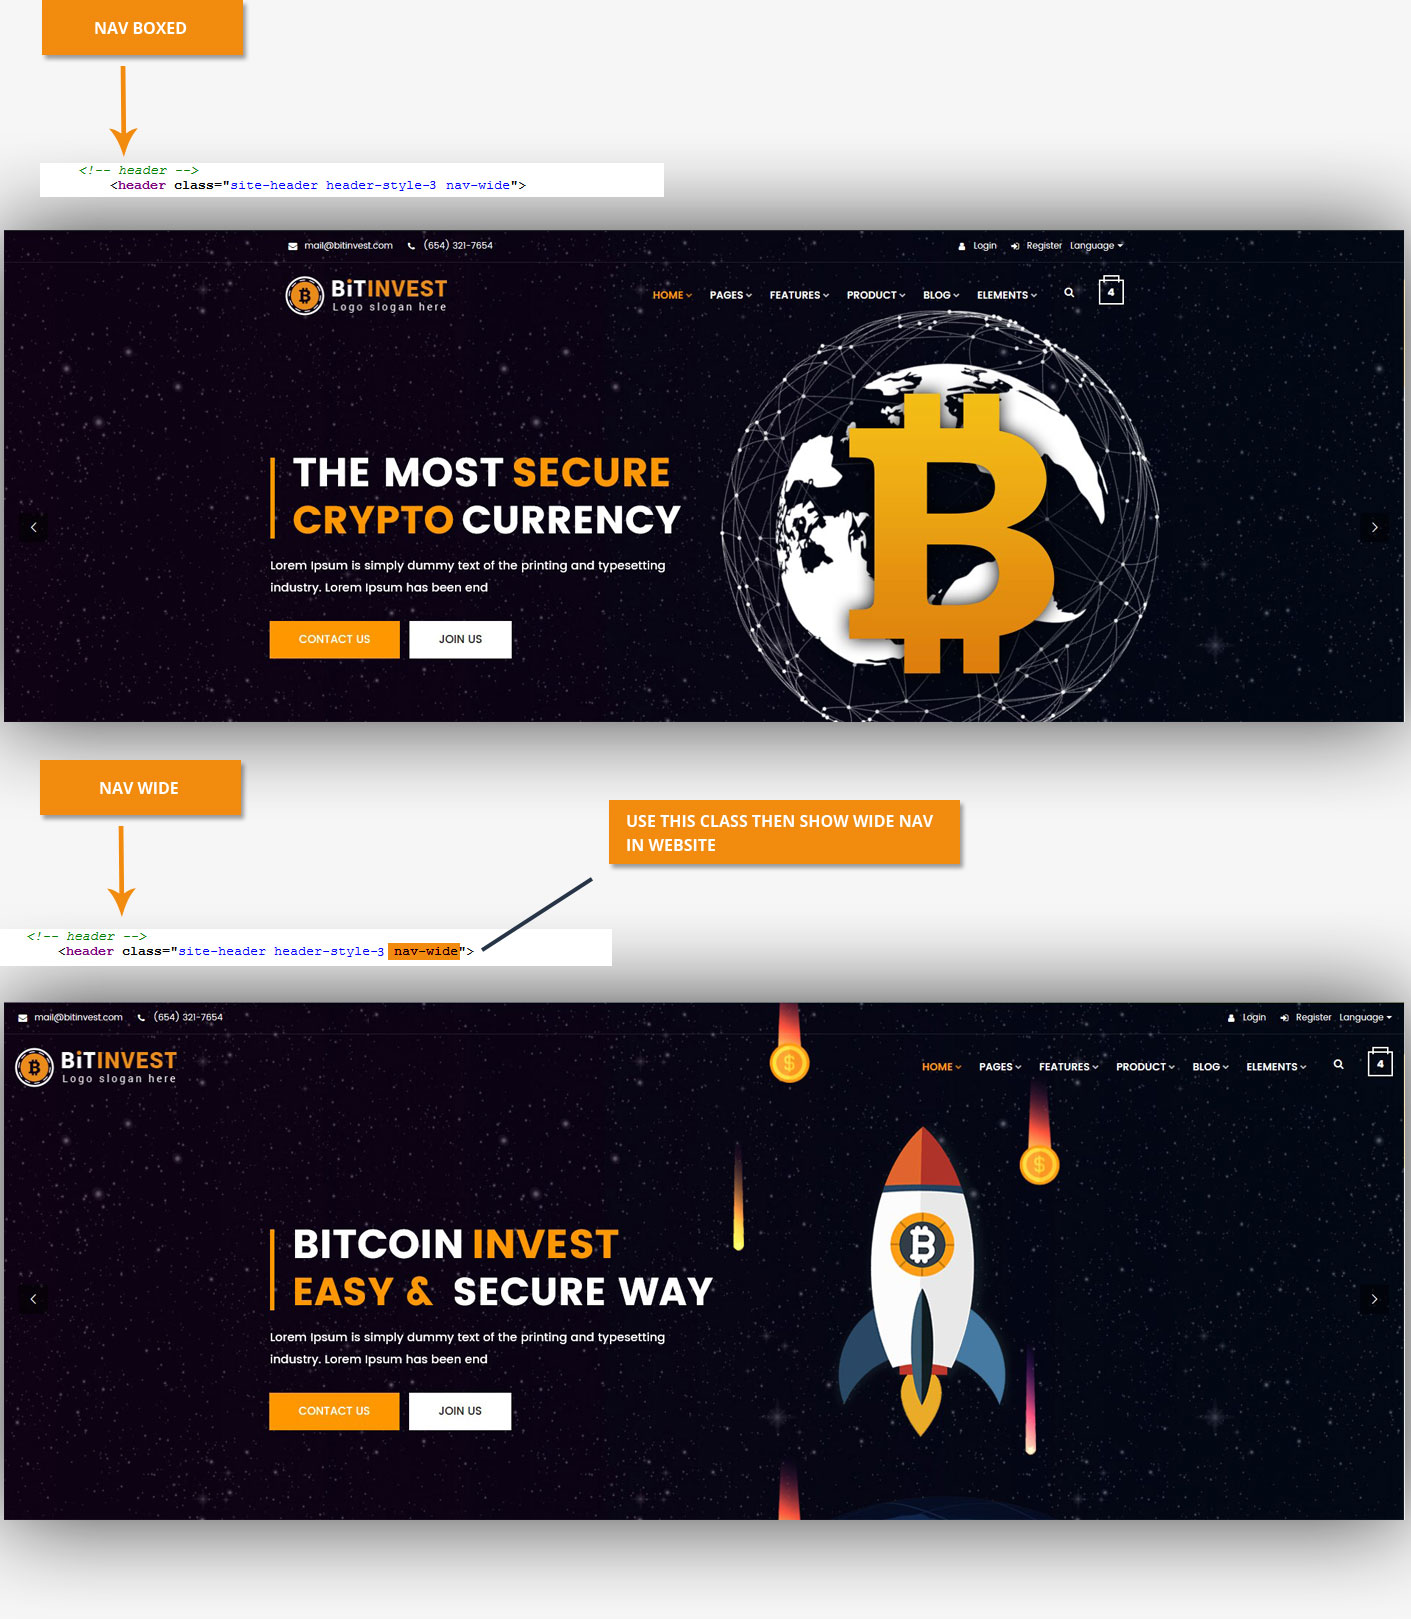 NAV BOXED
<!-- header -->
<header class="site-header header-style-3 nav-wide">
mail@bitinvest.com (654) 321-7654 Login Register Language
BiTINVEST
Logo slogan here
HOME PAGES FEATURES PRODUCT BLOG ELEMENTS 4
THE MOST SECURE
CRYPTO CURRENCY
Lorem Ipsum is simply dummy text of the printing and typesetting
industry. Lorem Ipsum has been end
CONTACT US JOIN US
NAV WIDE
USE THIS CLASS THEN SHOW WIDE NAV
IN WEBSITE
<!-- header -->
<header class="site-header header-style-3 nav-wide">
mail@bitinvest.com (654) 321-7654 Login Register Language
BiTINVEST
Logo slogan here
HOME PAGES FEATURES PRODUCT BLOG ELEMENTS 4
BITCOIN INVEST
EASY & SECURE WAY
Lorem Ipsum is simply dummy text of the printing and typesetting
industry. Lorem Ipsum has been end
CONTACT US JOIN US